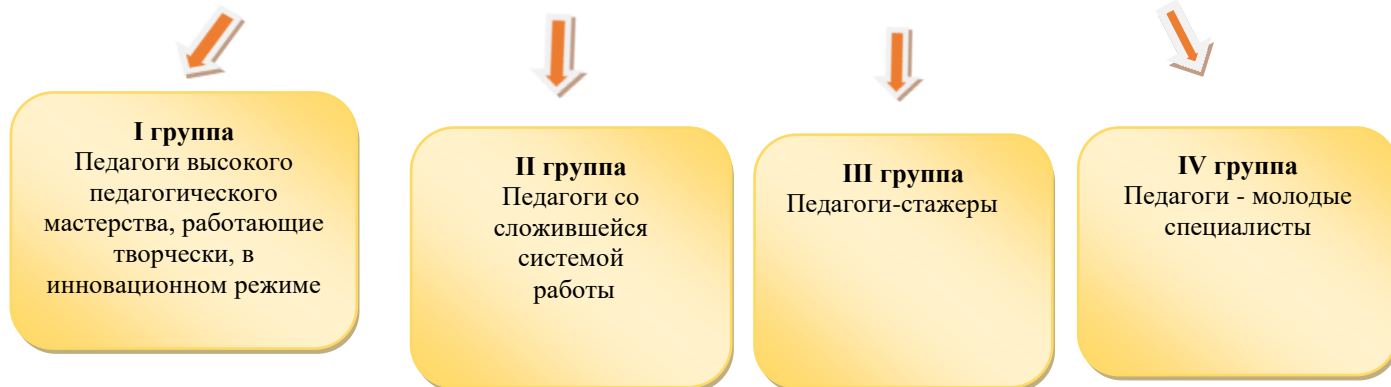 I группа
Педагоги высокого
педагогического
мастерства, работающие
творчески, в
инновационном режиме
II группа
Педагоги со
сложившейся
системой
работы
III группа
Педагоги-стажеры
IV группа
Педагоги - молодые
специалисты